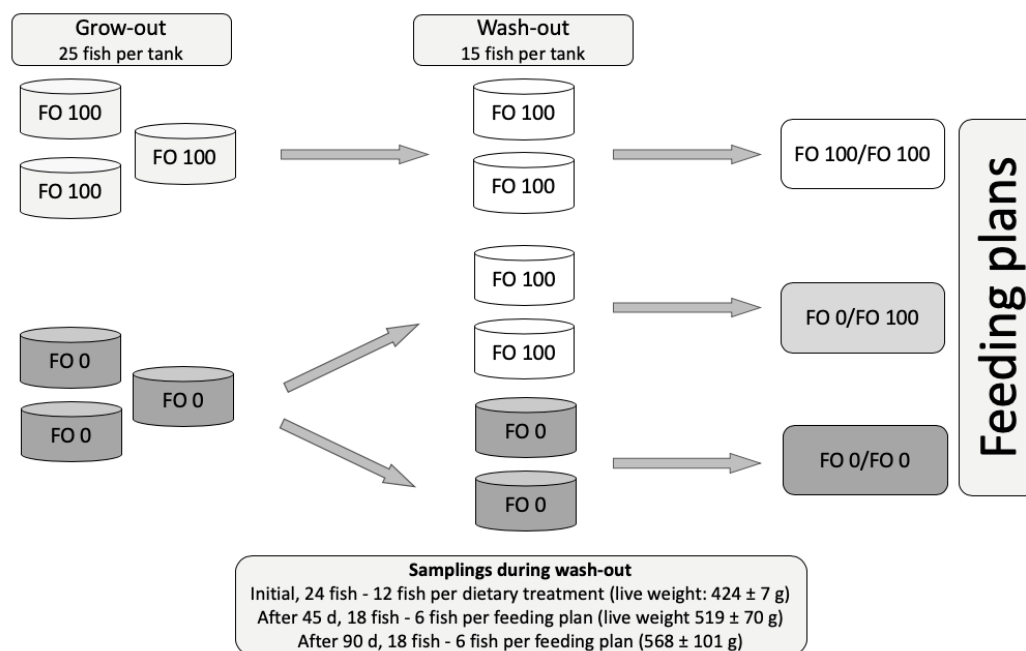 Grow-out
25 fish per tank
Wash-out
15 fish per tank
FO 100
FO 100
FO 100
FO 100
FO 100
FO 100/FO 100
FO 100
FO 100
FO 0/FO 100
FO 0
FO 0
FO 0
FO 0
FO 0
FO 0/FO 0
Feeding plans
Samplings during wash-out
Initial, 24 fish - 12 fish per dietary treatment (live weight: 424 ± 7 g)
After 45 d, 18 fish - 6 fish per feeding plan (live weight 519 ± 70 g)
After 90 d, 18 fish - 6 fish per feeding plan (568 ± 101 g)